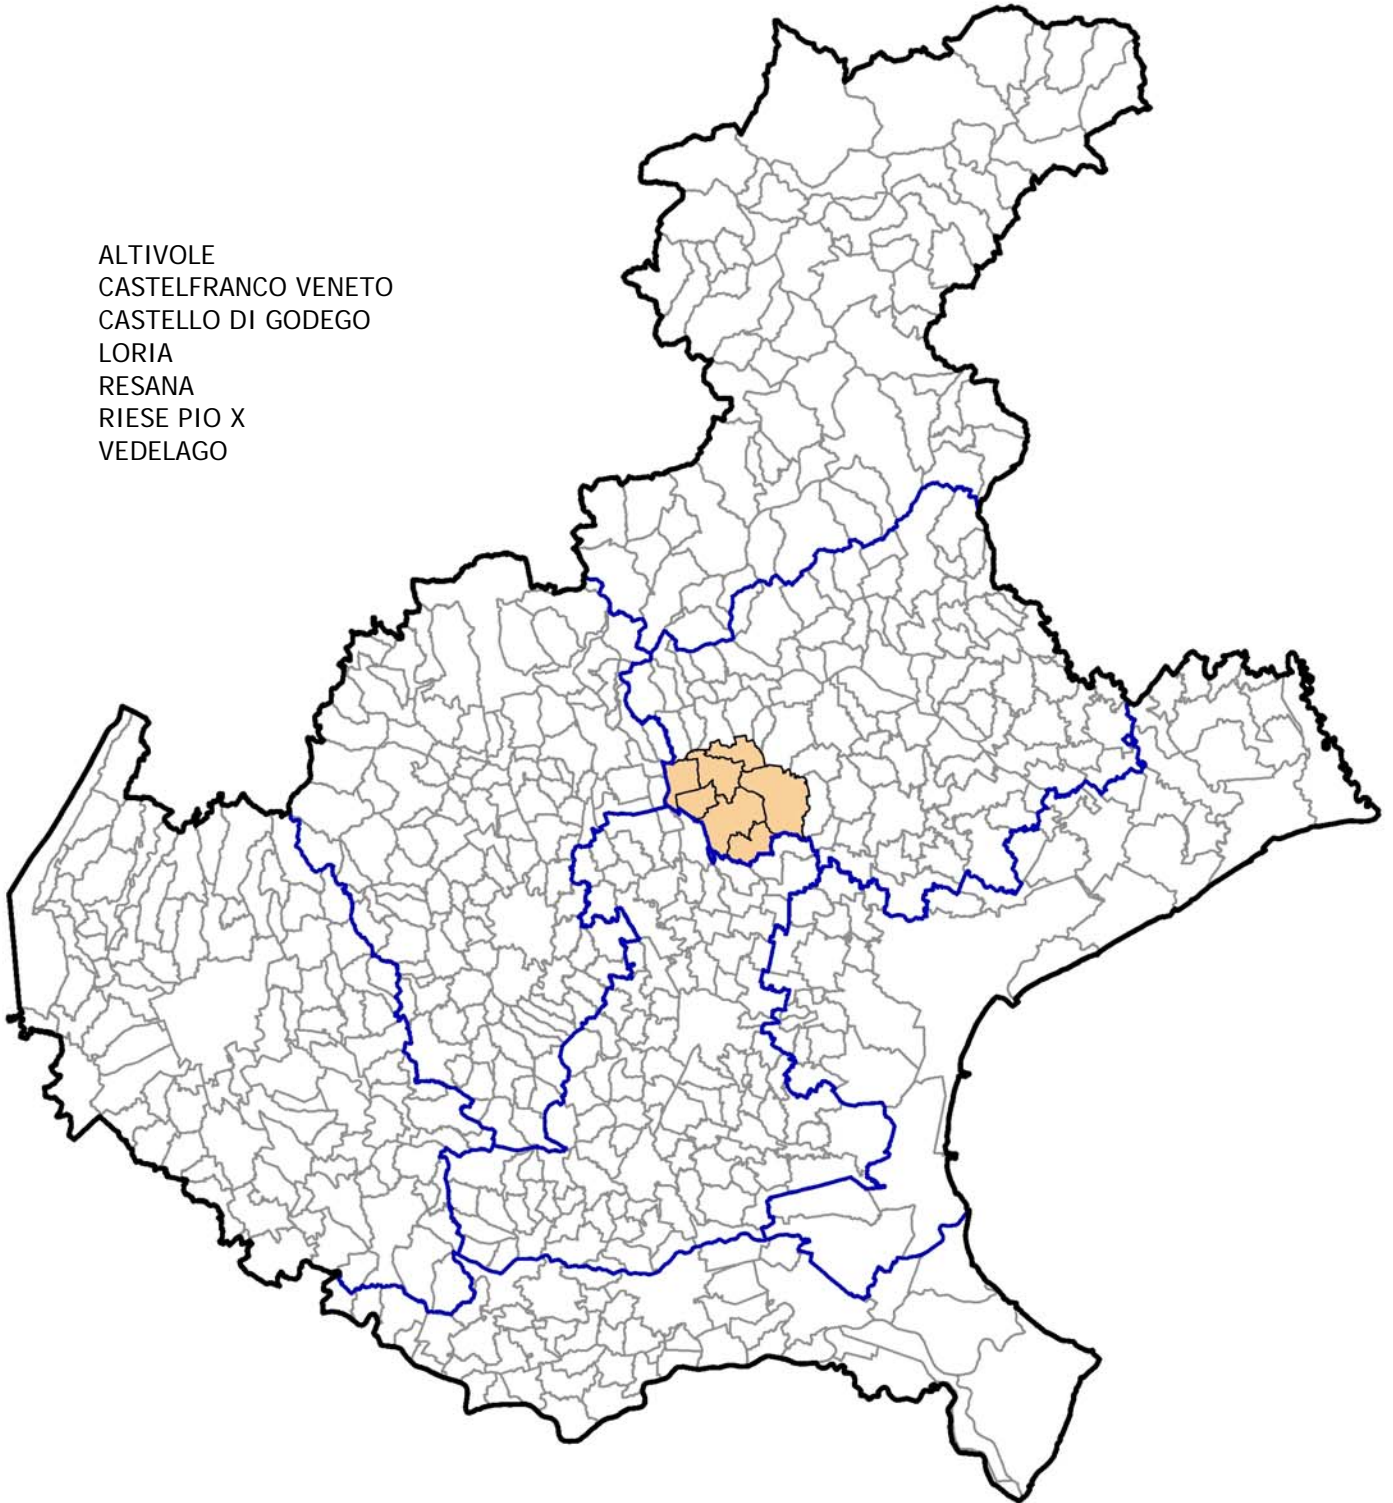 ALTIVOLE
CASTELFRANCO VENETO
CASTELLO DI GODEGO
LORIA
RESANA
RIESE PIO X
VEDELAGO